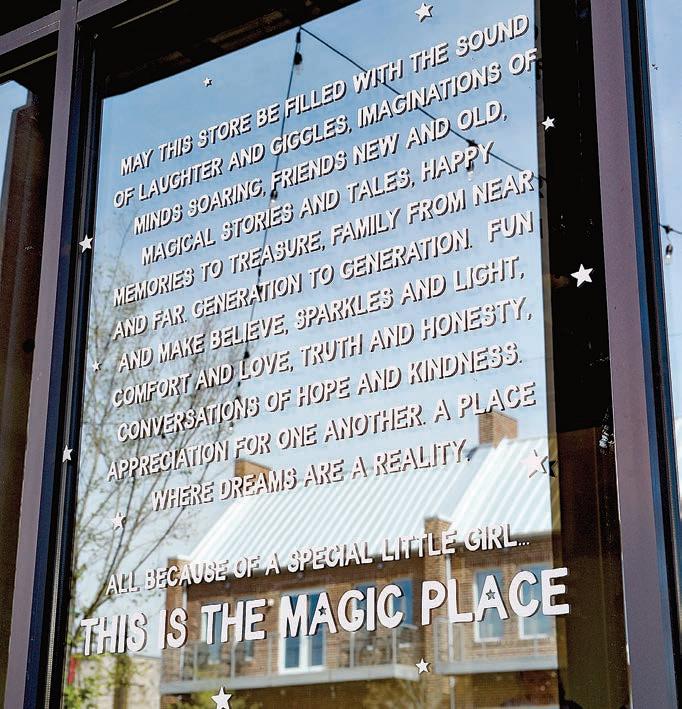 MAY THIS STORE BE FILLED WITH THE SOUND
OF LAUGHTER AND GIGGLES, IMAGINATIONS OF
MINDS SOARING, FRIENDS NEW AND OLD,
MAGICAL STORIES AND TALES, HAPPY
MEMORIES TO TREASURE, FAMILY FROM NEAR
AND FAR. GENERATION TO GENERATION. FUN
AND MAKE BELIEVE, SPARKLES AND LIGHT,
COMFORT AND LOVE, TRUTH AND HONESTY,
CONVERSATIONS OF HOPE AND KINDNESS.
APPRECIATION FOR ONE ANOTHER. A PLACE
WHERE DREAMS ARE A REALITY.
ALL BECAUSE OF A SPECIAL LITTLE GIRL...
THIS IS THE MAGIC PLACE